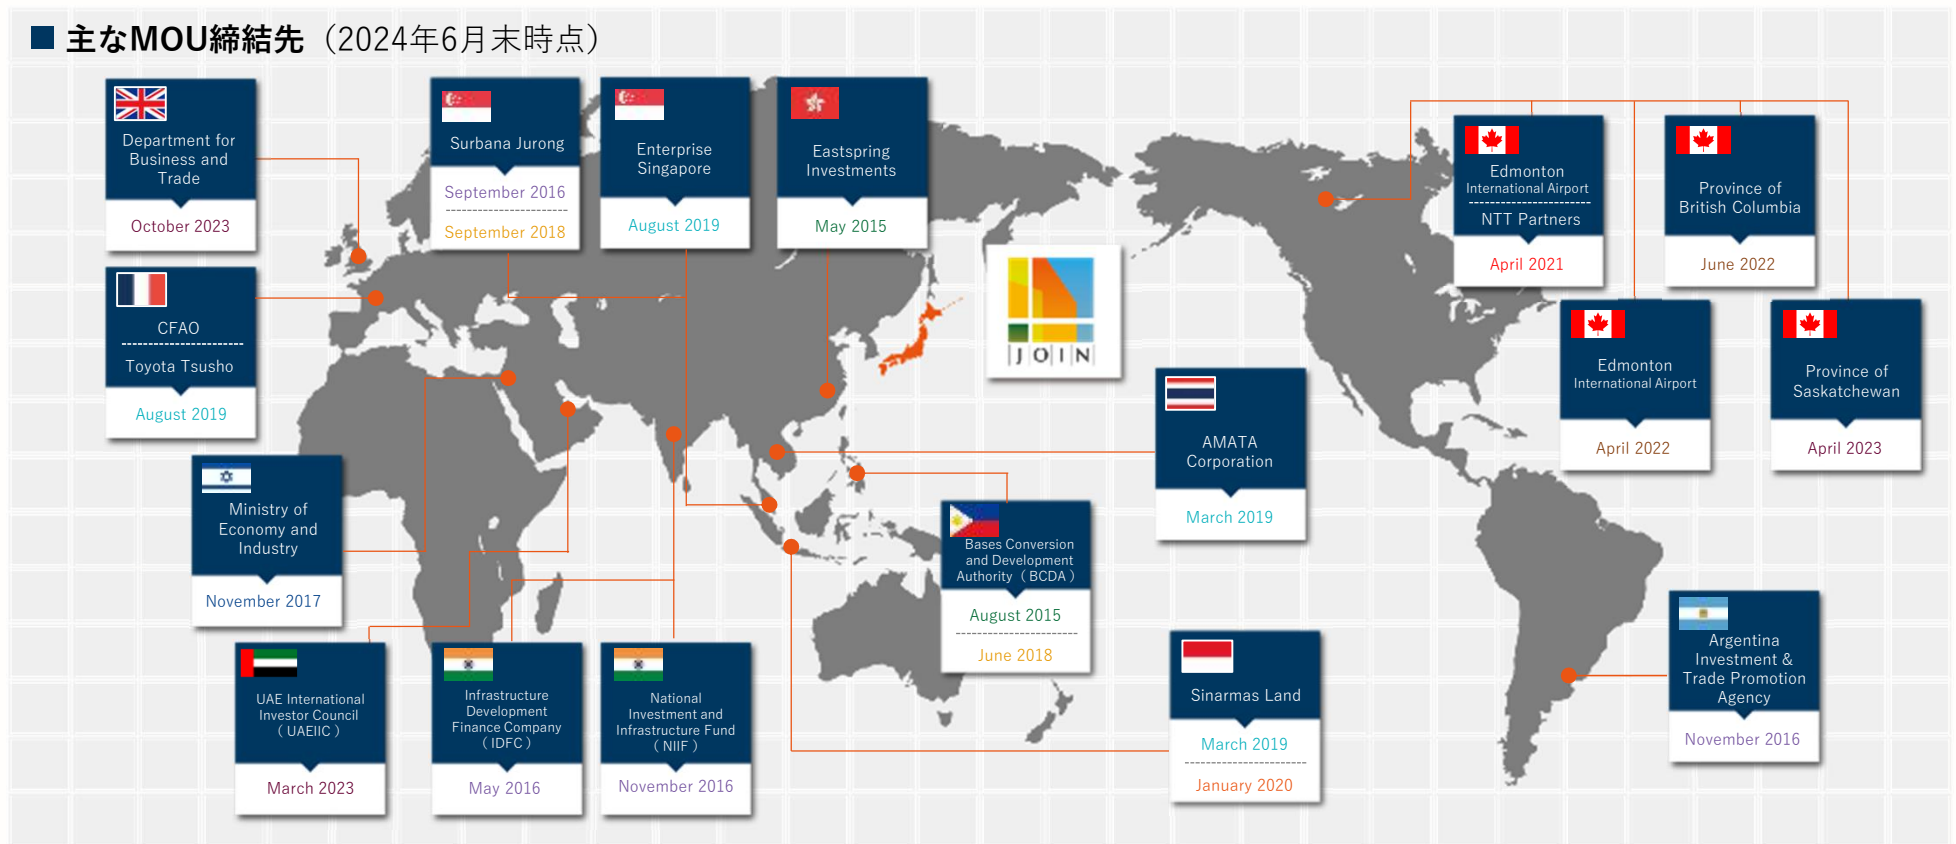 主なMOU締結先（2024年6月末時点）
Department for
Business and
Trade
October 2023
Surbana Jurong
September 2016
September 2018
Enterprise
Singapore
August 2019
Eastspring
Investments
May 2015
Edmonton
International Airport
NTT Partners
April 2021
Province of
British Columbia
June 2022
CFAO
Toyota Tsusho
August 2019
JOIN
Edmonton
International Airport
April 2022
Province of
Saskatchewan
April 2023
AMATA
Corporation
March 2019
Ministry of
Economy and
Industry
November 2017
Bases Conversion
and Development
Authority（BCDA）
August 2015
June 2018
UAE International
Investor Council
（UAEIIC）
March 2023
Infrastructure
Development
Finance Company
（IDFC）
May 2016
National
Investment and
Infrastructure Fund
（NIIF）
November 2016
Sinarmas Land
March 2019
January 2020
Argentina
Investment &
Trade Promotion
Agency
November 2016